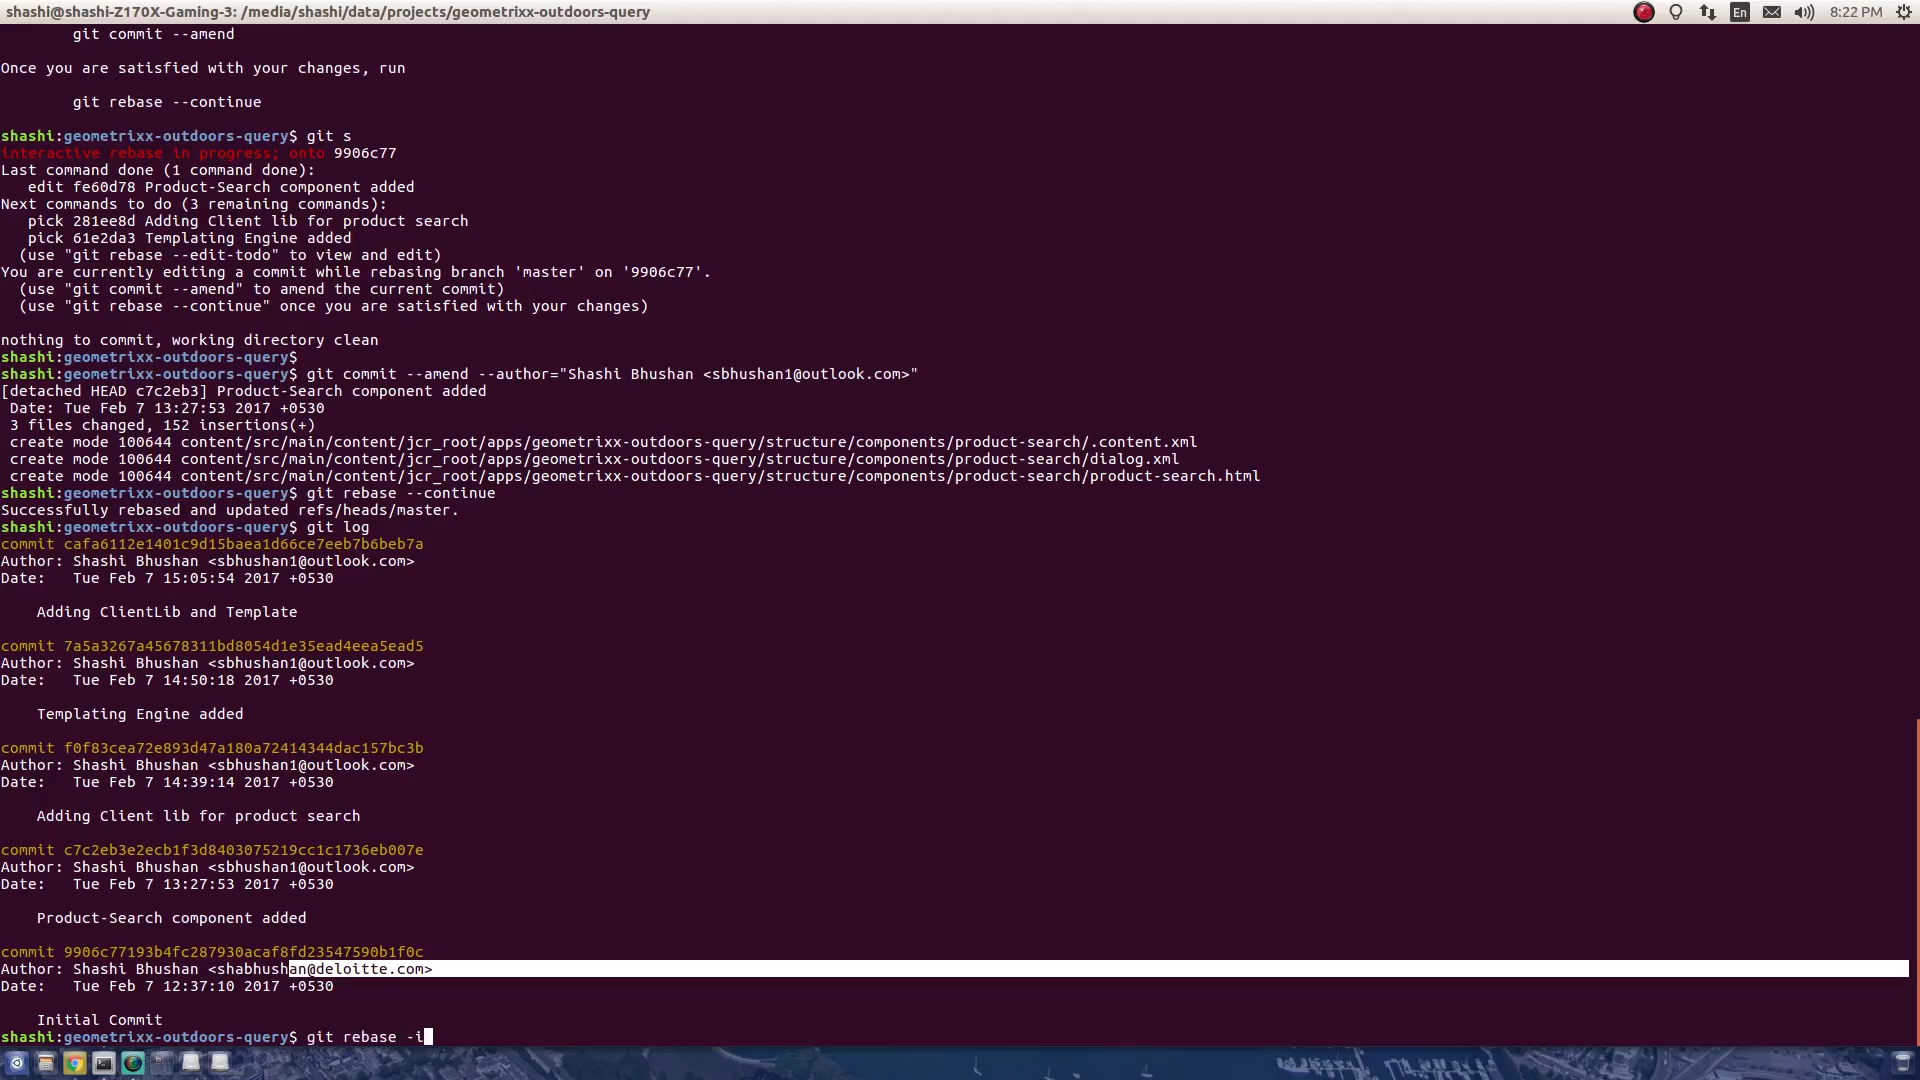 shashi@shashi-Z170X-Gaming-3: /media/shashi/data/projects/geometrixx-outdoors-query
En
8:22 PM
git commit --amend
Once you are satisfied with your changes, run
git rebase --continue
shashi:geometrixx-outdoors-query$ git s
interactive rebase in progress; onto 9906c77
Last command done (1 command done):
edit fe60d78 Product-Search component added
Next commands to do (3 remaining commands):
pick 281ee8d Adding Client lib for product search
pick 61e2da3 Templating Engine added
(use "git rebase --edit-todo" to view and edit)
You are currently editing a commit while rebasing branch 'master' on '9906c77'.
(use "git commit --amend" to amend the current commit)
(use "git rebase --continue" once you are satisfied with your changes)
nothing to commit, working directory clean
shashi:geometrixx-outdoors-query$
shashi:geometrixx-outdoors-query$ git commit --amend --author="Shashi Bhushan <sbhushan1@outlook.com>"
[detached HEAD c7c2eb3] Product-Search component added
Date: Tue Feb 7 13:27:53 2017 +0530
3 files changed, 152 insertions(+)
create mode 100644 content/src/main/content/jcr_root/apps/geometrixx-outdoors-query/structure/components/product-search/.content.xml
create mode 100644 content/src/main/content/jcr_root/apps/geometrixx-outdoors-query/structure/components/product-search/dialog.xml
create mode 100644 content/src/main/content/jcr_root/apps/geometrixx-outdoors-query/structure/components/product-search/product-search.html
shashi:geometrixx-outdoors-query$ git rebase --continue
Successfully rebased and updated refs/heads/master.
shashi:geometrixx-outdoors-query$ git log
commit cafa6112e1401c9d15baea1d66ce7eeb7b6beb7a
Author: Shashi Bhushan <sbhushan1@outlook.com>
Date:   Tue Feb 7 15:05:54 2017 +0530
Adding ClientLib and Template
commit 7a5a3267a45678311bd8054d1e35ead4eea5ead5
Author: Shashi Bhushan <sbhushan1@outlook.com>
Date:   Tue Feb 7 14:50:18 2017 +0530
Templating Engine added
commit f0f83cea72e893d47a180a72414344dac157bc3b
Author: Shashi Bhushan <sbhushan1@outlook.com>
Date:   Tue Feb 7 14:39:14 2017 +0530
Adding Client lib for product search
commit c7c2eb3e2ecb1f3d8403075219cc1c1736eb007e
Author: Shashi Bhushan <sbhushan1@outlook.com>
Date:   Tue Feb 7 13:27:53 2017 +0530
Product-Search component added
commit 9906c77193b4fc287930acaf8fd23547590b1f0c
Author: Shashi Bhushan <shabhushan@deloitte.com>
Date:   Tue Feb 7 12:37:10 2017 +0530
Initial Commit
shashi:geometrixx-outdoors-query$ git rebase -i